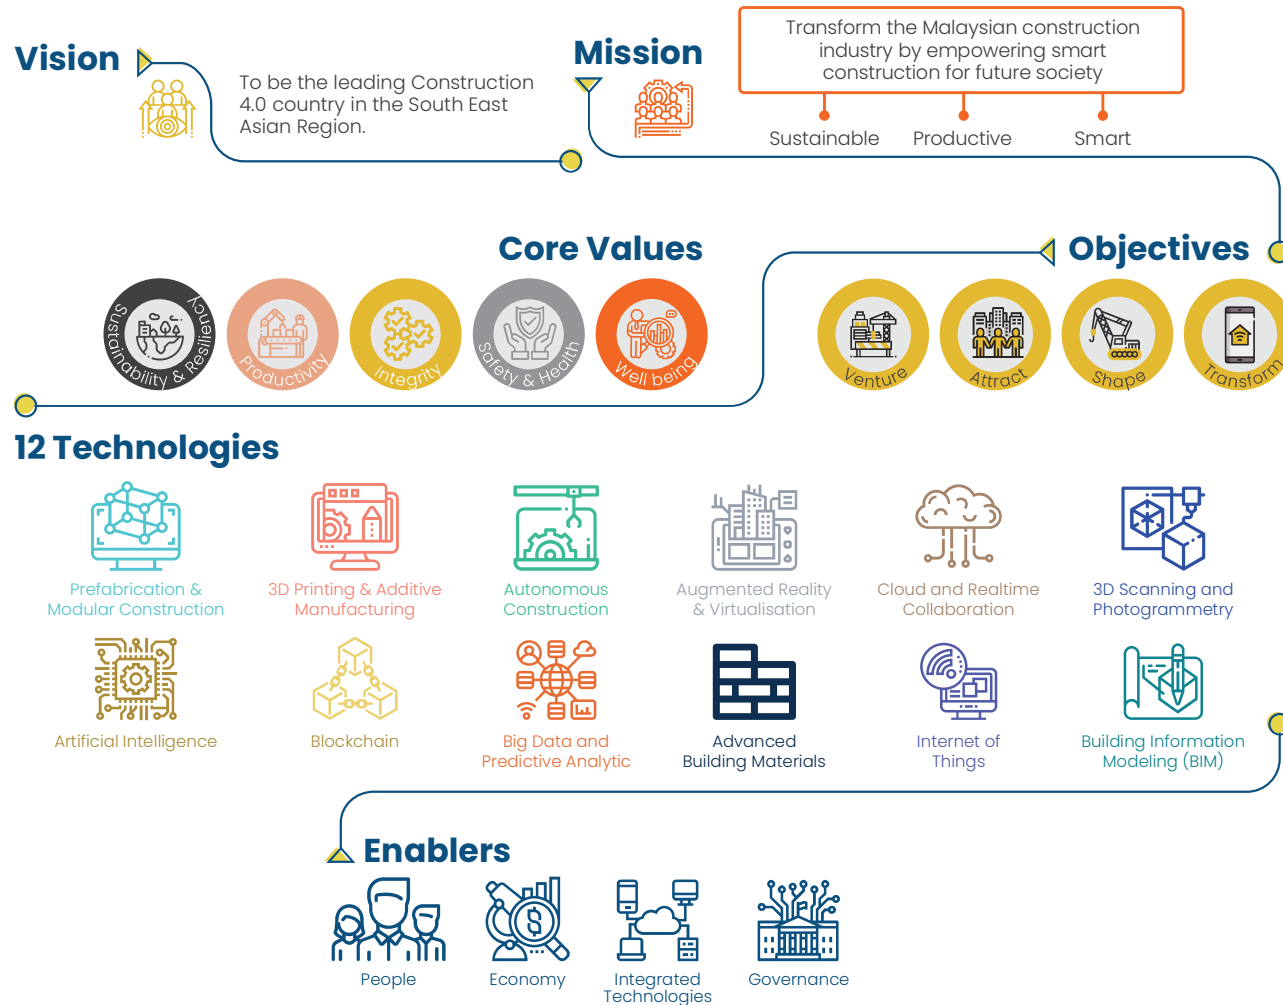 Vision
To be the leading Construction
4.0 country in the South East
Asian Region.
Mission
Transform the Malaysian construction
industry by empowering smart
construction for future society
Sustainable
Productive
Smart
Core Values
Sustainability & Resiliency
Productivity
Integrity
Safety & Health
Well being
Objectives
Venture
Attract
Shape
Transform
12 Technologies
Prefabrication &
Modular Construction
3D Printing & Additive
Manufacturing
Autonomous
Construction
Augmented Reality
& Virtualisation
Cloud and Realtime
Collaboration
3D Scanning and
Photogrammetry
Artificial Intelligence
Blockchain
Big Data and
Predictive Analytic
Advanced
Building Materials
Internet of
Things
Building Information
Modeling (BIM)
Enablers
People
Economy
Integrated
Technologies
Governance